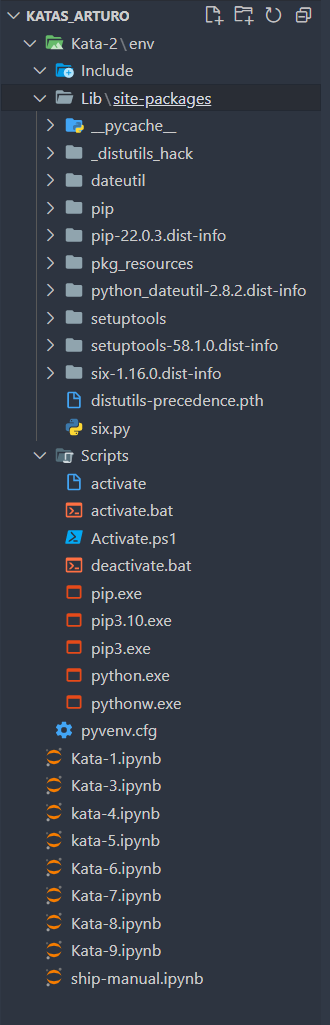 KATAS_ARTURO
Kata-2\env
Include
Lib\site-packages
__pycache__
_distutils_hack
dateutil
pip
pip-22.0.3.dist-info
pkg_resources
python_dateutil-2.8.2.dist-info
setuptools
setuptools-58.1.0.dist-info
six-1.16.0.dist-info
distutils-precedence.pth
six.py
Scripts
activate
activate.bat
Activate.ps1
deactivate.bat
pip.exe
pip3.10.exe
pip3.exe
python.exe
pythonw.exe
pyvenv.cfg
Kata-1.ipynb
Kata-3.ipynb
kata-4.ipynb
kata-5.ipynb
Kata-6.ipynb
Kata-7.ipynb
Kata-8.ipynb
Kata-9.ipynb
ship-manual.ipynb